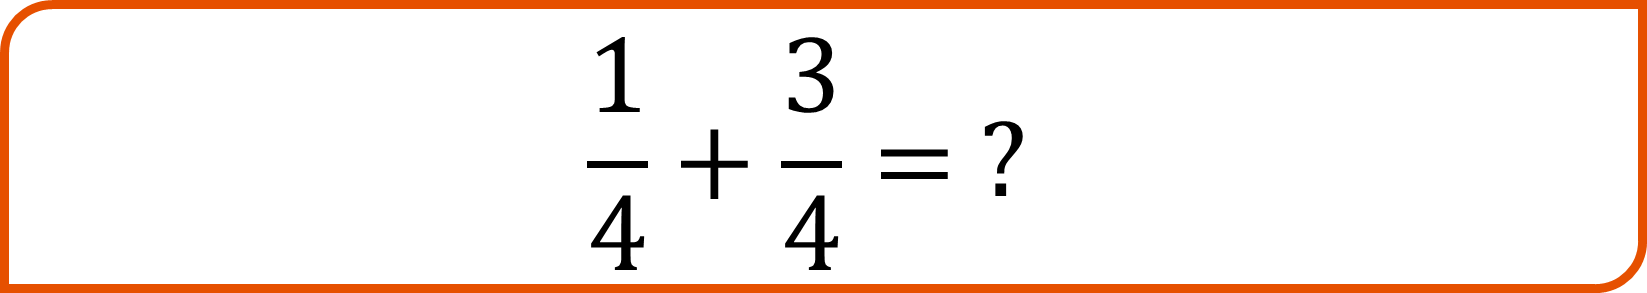 1/4 + 3/4 = ?